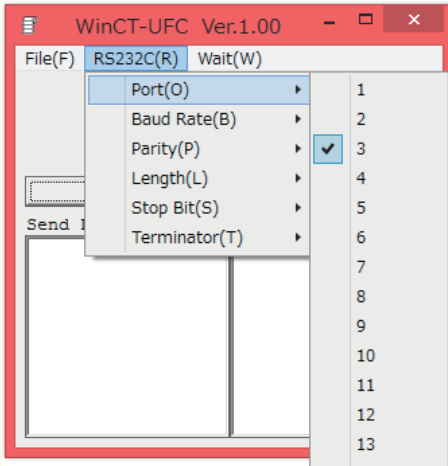 WinCT-UFC Ver.1.00
File(F) RS232C(R) Wait(W)
Port(O)
Baud Rate(B)
Parity(P)
Length(L)
Stop Bit(S)
Terminator(T)
1
2
3
4
5
6
7
8
9
10
11
12
13
Send